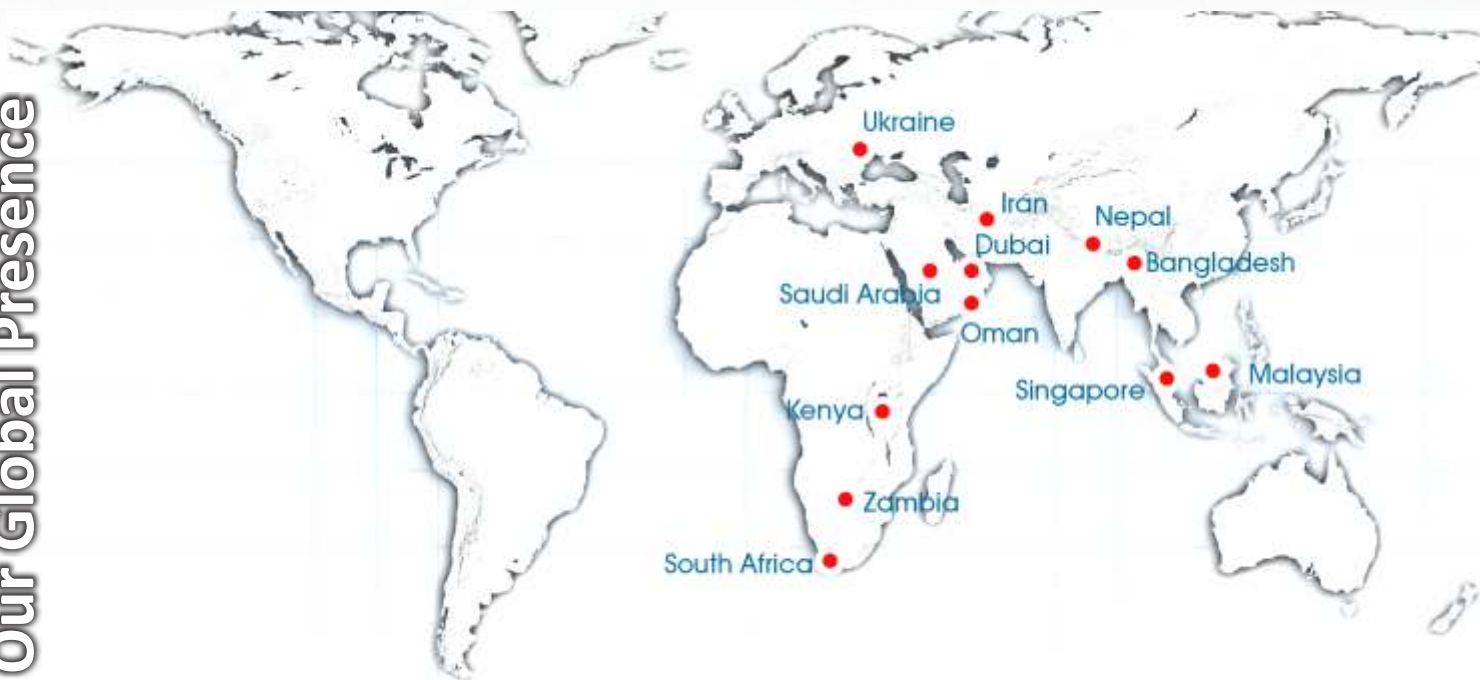 Our Global Presence
Ukraine
Iran
Nepal
Dubai
Bangladesh
Saudi Arabia
Oman
Singapore
Malaysia
Kenya
Zambia
South Africa